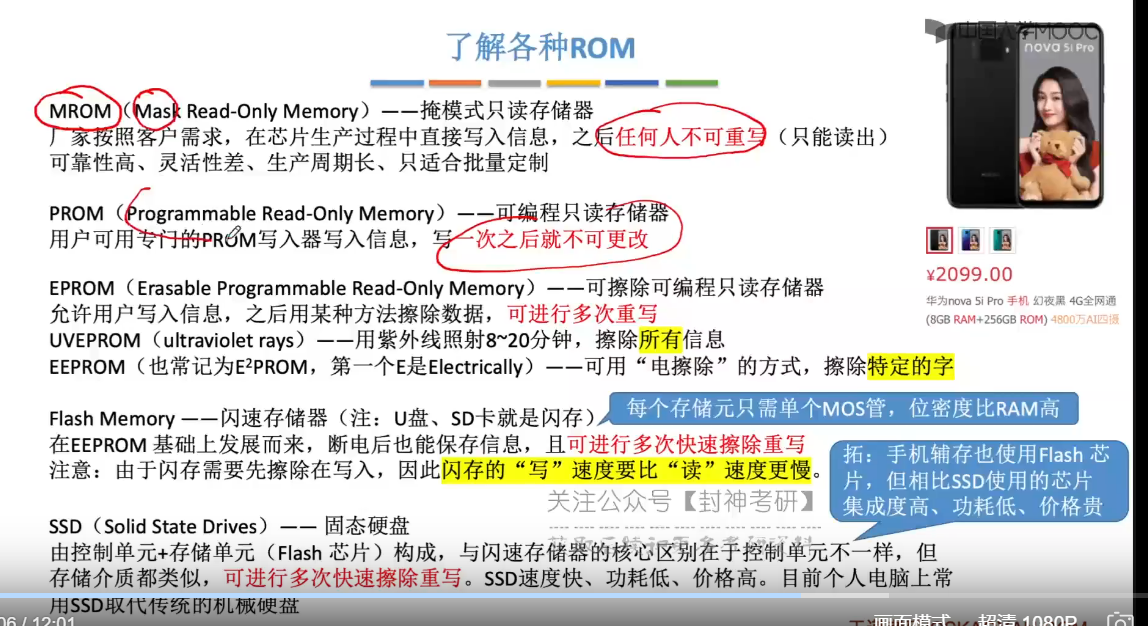 了解各种ROM
中国大学MOOC
nova 5i Pro
MROM（Mask Read-Only Memory）——掩模式只读存储器
厂家按照客户需求，在芯片生产过程中直接写入信息，之后任何人不可重写（只能读出）
可靠性高、灵活性差、生产周期长、只适合批量定制
PROM（Programmable Read-Only Memory）——可编程只读存储器
用户可用专门的PROM写入器写入信息，写一次之后就不可更改
¥2099.00
华为nova 5i Pro 手机 幻夜黑 4G全网通
(8GB RAM+256GB ROM) 4800万AI四摄
EPROM（Erasable Programmable Read-Only Memory）——可擦除可编程只读存储器
允许用户写入信息，之后用某种方法擦除数据，可进行多次重写
UVEPROM（ultraviolet rays）——用紫外线照射8~20分钟，擦除所有信息
EEPROM（也常记为E²PROM，第一个E是Electrically）——可用“电擦除”的方式，擦除特定的字
Flash Memory ——闪速存储器（注：U盘、SD卡就是闪存）
每个存储元只需单个MOS管，位密度比RAM高
在EEPROM 基础上发展而来，断电后也能保存信息，且可进行多次快速擦除重写
注意：由于闪存需要先擦除在写入，因此闪存的“写”速度要比“读”速度更慢。
拓：手机辅存也使用Flash 芯
片，但相比SSD使用的芯片
集成度高、功耗低、价格贵
关注公众号【封神考研】
SSD（Solid State Drives）—— 固态硬盘
由控制单元+存储单元（Flash 芯片）构成，与闪速存储器的核心区别在于控制单元不一样，但
存储介质都类似，可进行多次快速擦除重写。SSD速度快、功耗低、价格高。目前个人电脑上常
用SSD取代传统的机械硬盘
06 / 12:01
画面模式
超清 1080P